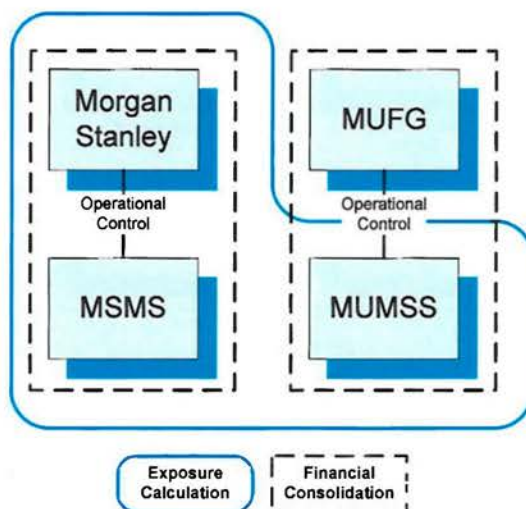 Morgan
Stanley
MUFG
Operational
Control
Operational
Control
MSMS
MUMSS
Exposure
Calculation
Financial
Consolidation